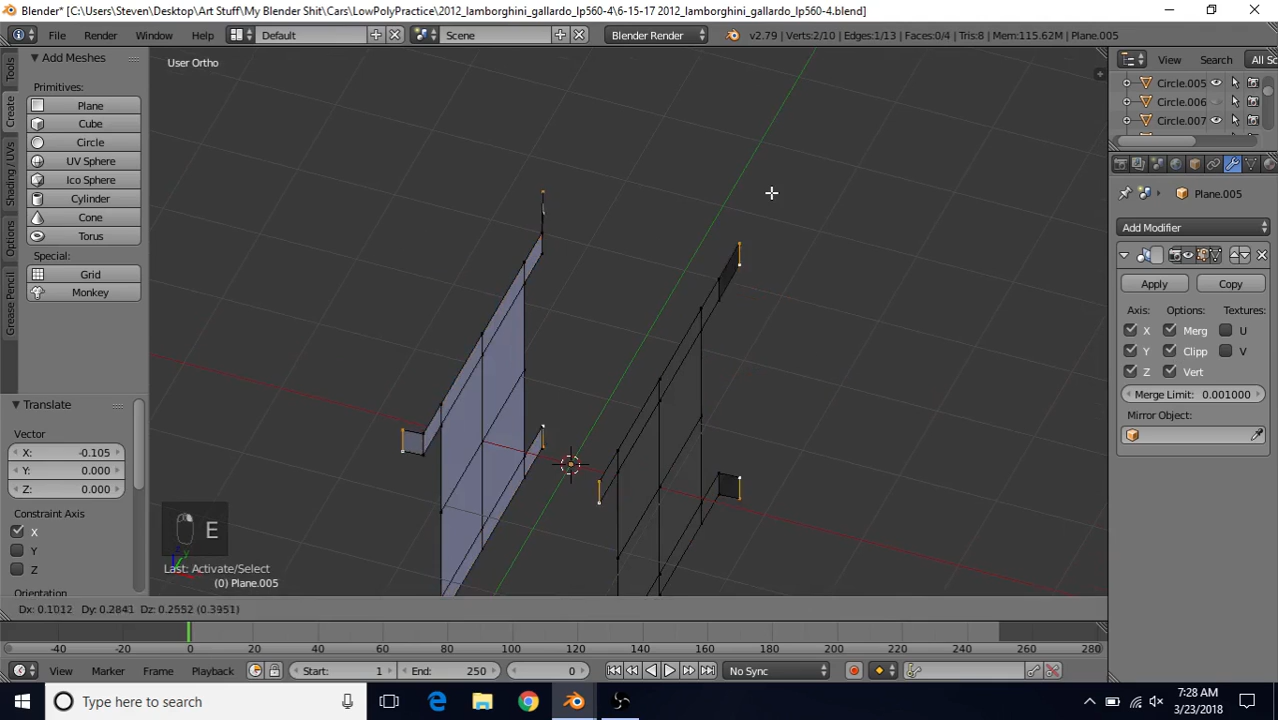 Blender* [C:\Users\Steven\Desktop\Art Stuff\My Blender Shit\Cars\LowPolyPractice\2012_lamborghini_gallardo_lp560-4\6-15-17 2012_lamborghini_gallardo_lp560-4.blend]
File Render Window Help Default Scene Blender Render v2.79 | Verts:2/10 | Edges:1/13 | Faces:0/4 | Tris:8 | Mem:115.62M | Plane.005
Tools
Create
Shading / UVs
Options
Grease Pencil
Add Meshes
Primitives:
Plane
Cube
Circle
UV Sphere
Ico Sphere
Cylinder
Cone
Torus
Special:
Grid
Monkey
Translate
Vector
X: -0.105
Y: 0.000
Z: 0.000
Constraint Axis
X
Y
Z
Orientation
User Ortho
E
Last: Activate/Select
(0) Plane.005
View Search All Sc
Circle.005
Circle.006
Circle.007
Plane.005
Add Modifier
Apply Copy
Axis: Options: Textures:
X Merg U
Y Clipp V
Z Vert
Merge Limit: 0.001000
Mirror Object:
Dx: 0.1012 Dy: 0.2841 Dz: 0.2552 (0.3951)
-40 -20 0 20 40 60 80 100 120 140 160 180 200 220 240 260 280
View Marker Frame Playback Start: 1 End: 250 0 No Sync
Type here to search
7:28 AM
3/23/2018